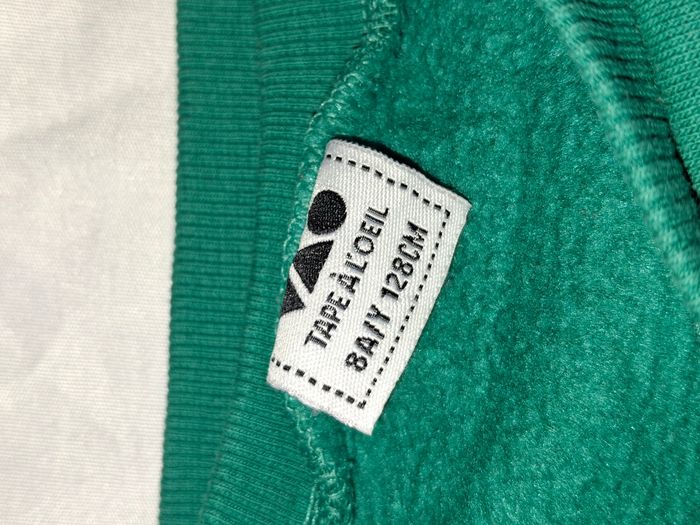 TAPE À L'OEIL
8A/Y 128CM